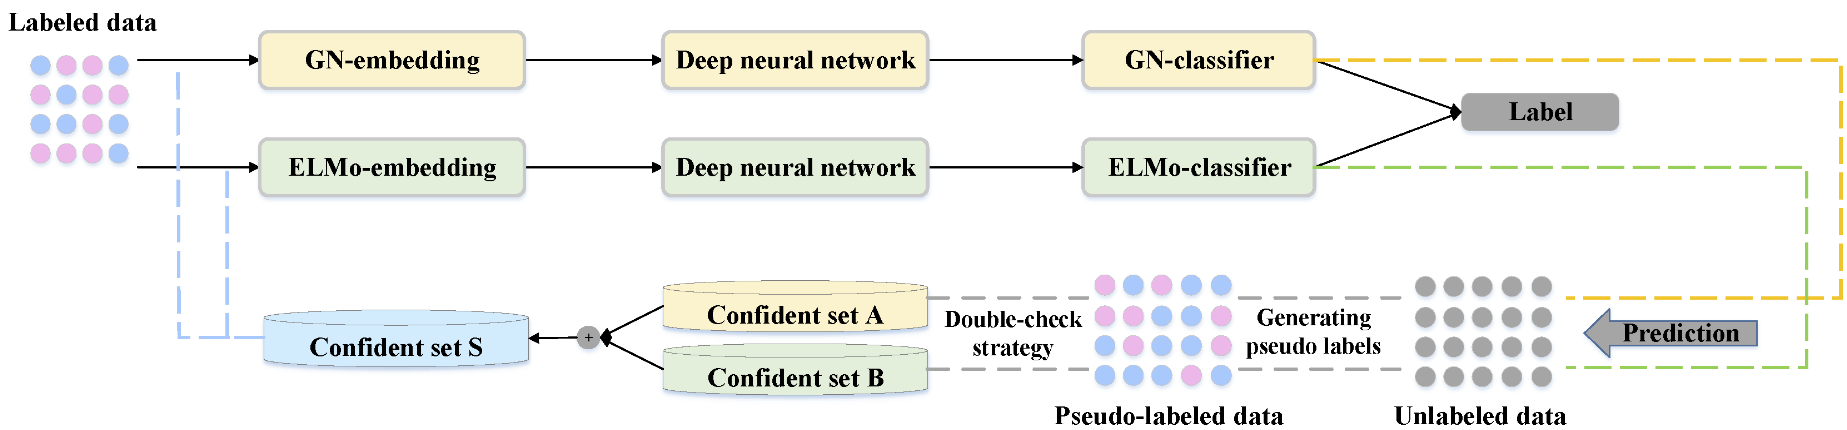 Labeled data
GN-embedding
Deep neural network
GN-classifier
Label
ELMo-embedding
Deep neural network
ELMo-classifier
Confident set S
+
Confident set A
Confident set B
Double-check
strategy
Generating
pseudo labels
Prediction
Pseudo-labeled data
Unlabeled data